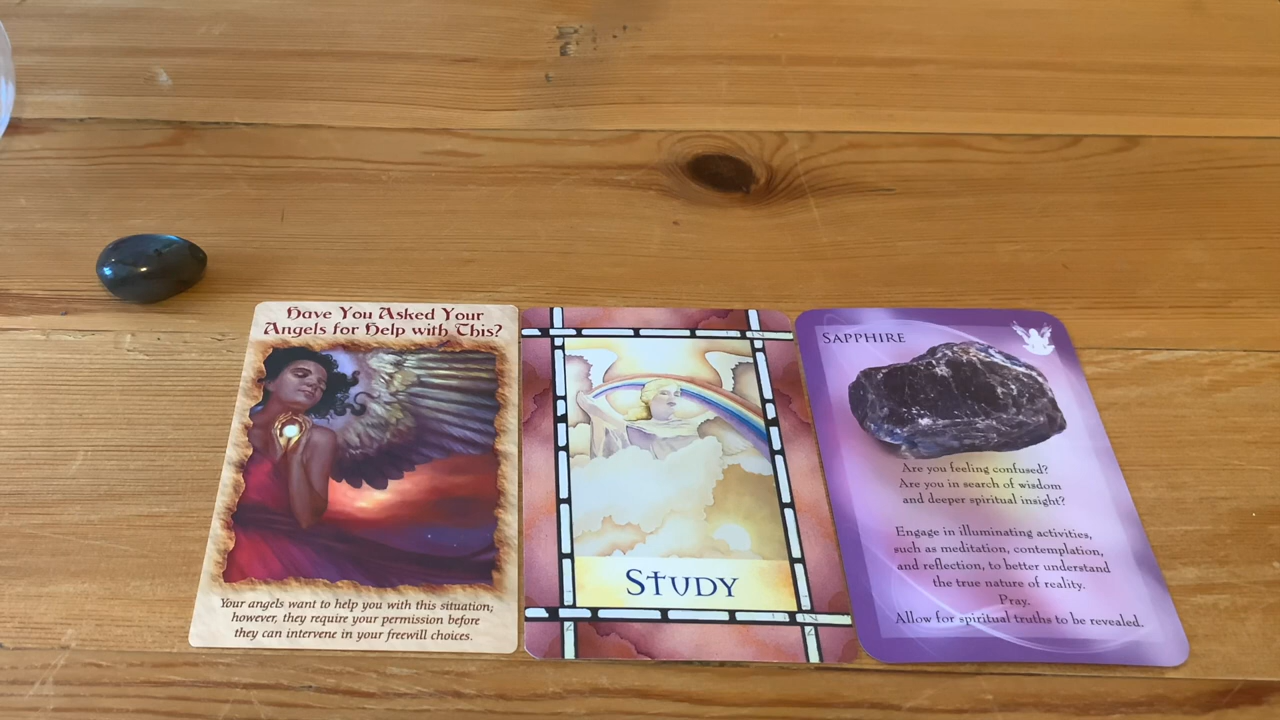 Have You Asked Your
Angels for Help with This?
Your angels want to help you with this situation;
however, they require your permission before
they can intervene in your freewill choices.
STUDY
SAPPHIRE
Are you feeling confused?
Are you in search of wisdom
and deeper spiritual insight?
Engage in illuminating activities,
such as meditation, contemplation,
and reflection, to better understand
the true nature of reality.
Pray.
Allow for spiritual truths to be revealed.